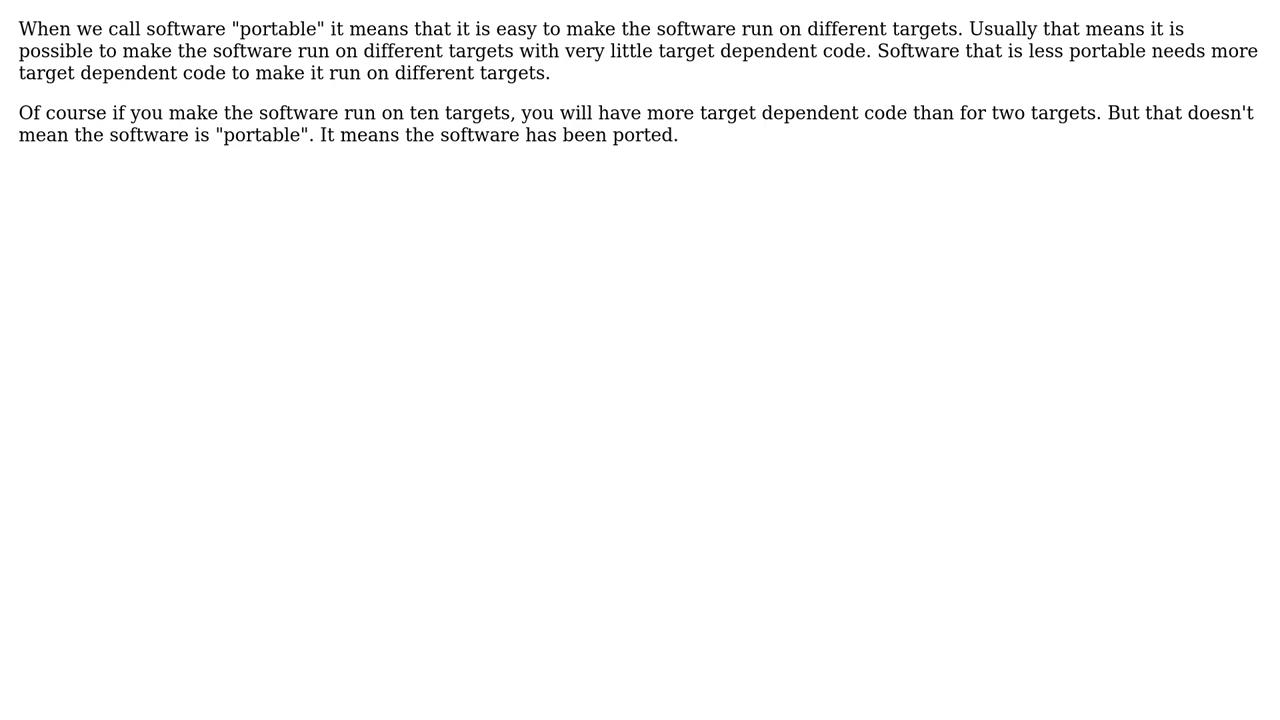 When we call software "portable" it means that it is easy to make the software run on different targets. Usually that means it is
possible to make the software run on different targets with very little target dependent code. Software that is less portable needs more
target dependent code to make it run on different targets.
Of course if you make the software run on ten targets, you will have more target dependent code than for two targets. But that doesn't
mean the software is "portable". It means the software has been ported.